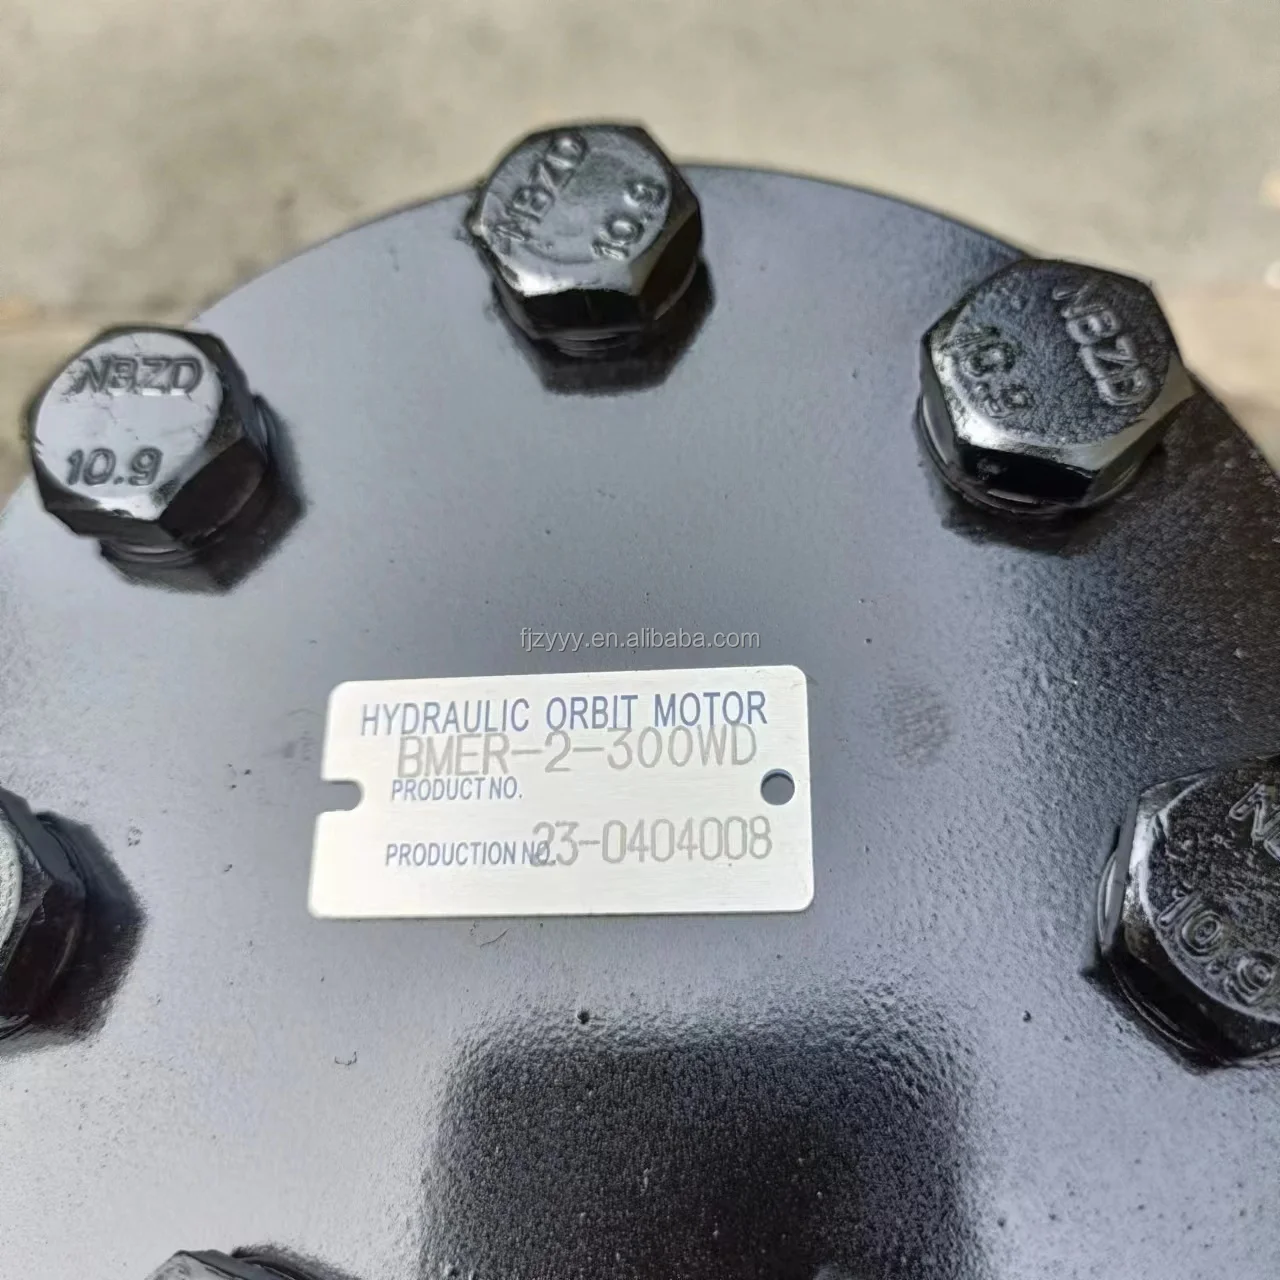 NBZD
10.9
NBZD
10.9
NBZD
10.9
fjzyyy.en.alibaba.com
HYDRAULIC ORBIT MOTOR
BMER-2-300WD
PRODUCT NO.
PRODUCTION NO. 23-0404008
10.9